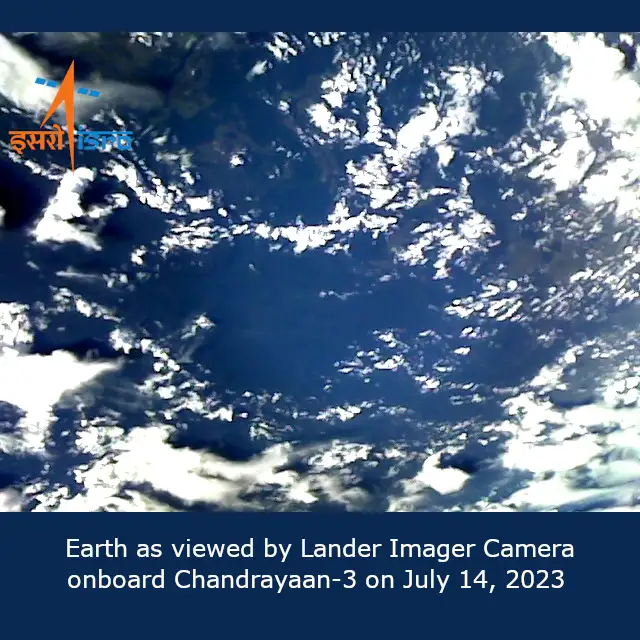 इसरो isro
Earth as viewed by Lander Imager Camera
onboard Chandrayaan-3 on July 14, 2023